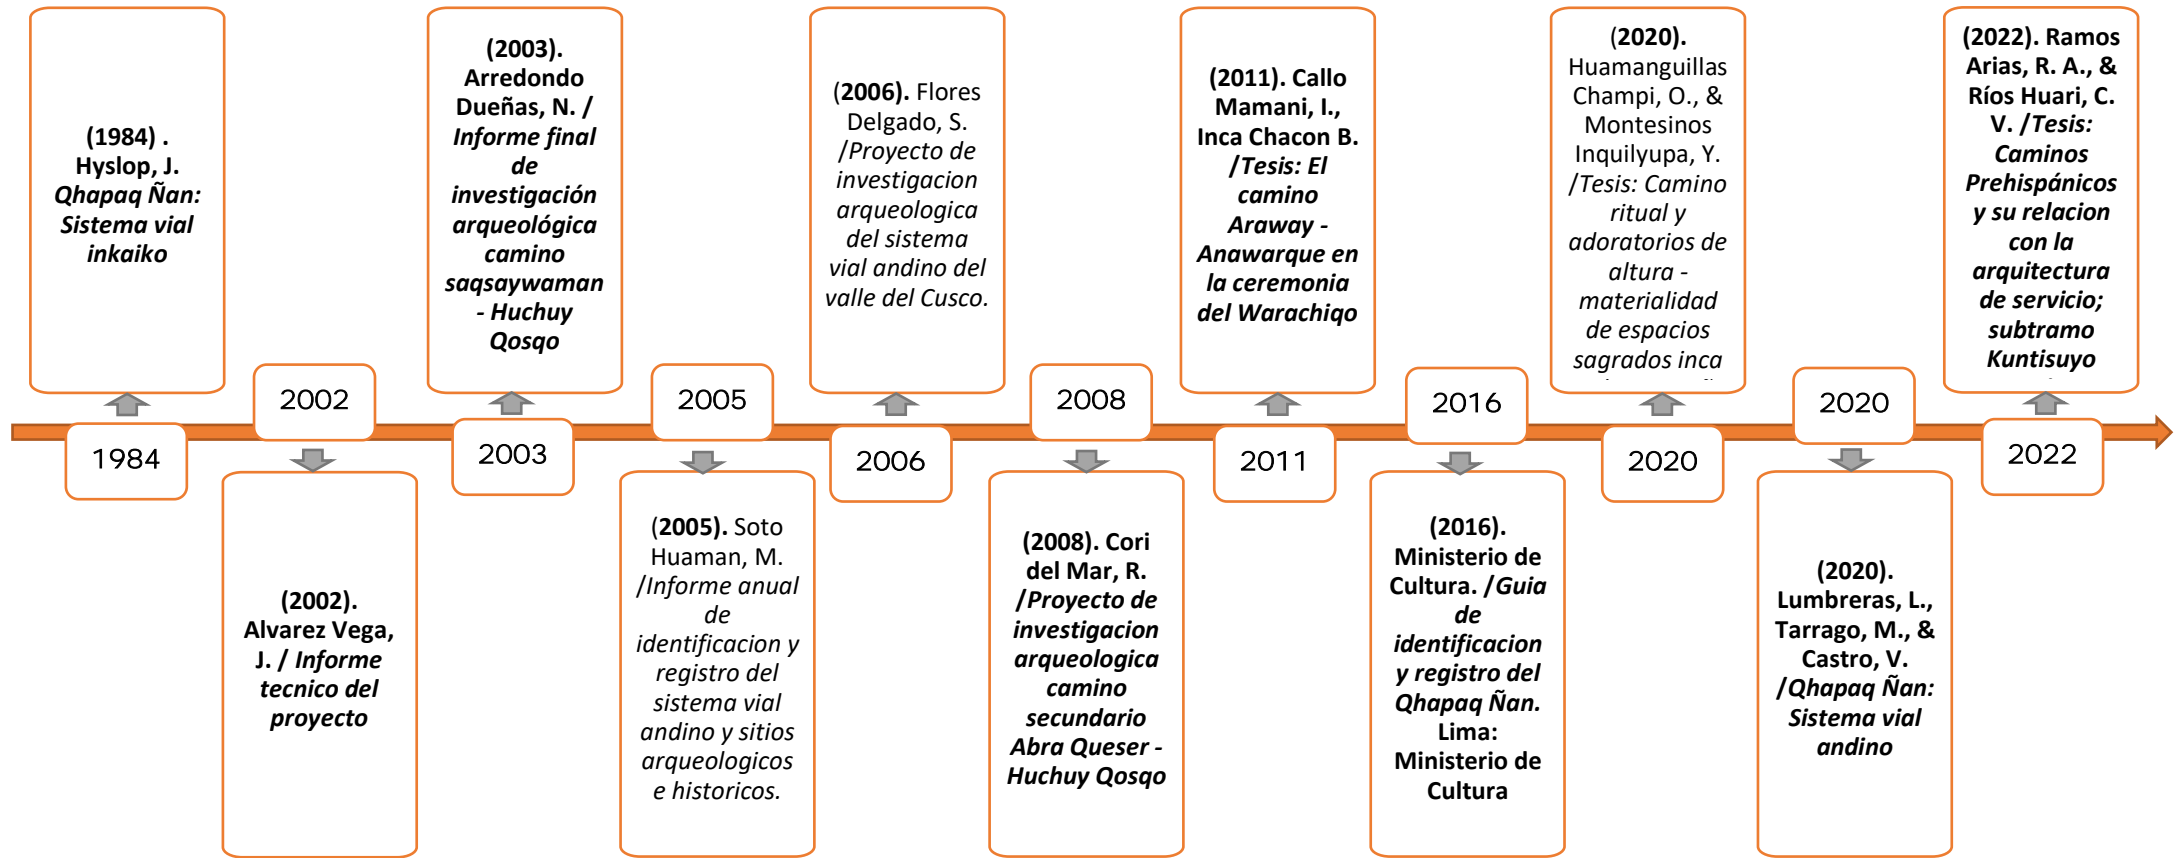 (1984) .
Hyslop, J.
Qhapaq Ñan:
Sistema vial
inkaiko
1984
2002
(2002).
Alvarez Vega,
J. / Informe
tecnico del
proyecto
(2003).
Arredondo
Dueñas, N. /
Informe final
de
investigación
arqueológica
camino
saqsaywaman
- Huchuy
Qosqo
2003
2005
(2005). Soto
Huaman, M.
/Informe anual
de
identificacion y
registro del
sistema vial
andino y sitios
arqueologicos
e historicos.
(2006). Flores
Delgado, S.
/Proyecto de
investigacion
arqueologica
del sistema
vial andino del
valle del Cusco.
2006
2008
(2008). Cori
del Mar, R.
/Proyecto de
investigacion
arqueologica
camino
secundario
Abra Queser -
Huchuy Qosqo
(2011). Callo
Mamani, I.,
Inca Chacon B.
/Tesis: El
camino
Araway -
Anawarque en
la ceremonia
del Warachiqo
2011
2016
(2016).
Ministerio de
Cultura. /Guia
de
identificacion
y registro del
Qhapaq Ñan.
Lima:
Ministerio de
Cultura
(2020).
Huamanguillas
Champi, O., &
Montesinos
Inquilyupa, Y.
/Tesis: Camino
ritual y
adoratorios de
altura -
materialidad
de espacios
sagrados inca
2020
2020
(2020).
Lumbreras, L.,
Tarrago, M., &
Castro, V.
/Qhapaq Ñan:
Sistema vial
andino
(2022). Ramos
Arias, R. A., &
Ríos Huari, C.
V. /Tesis:
Caminos
Prehispánicos
y su relacion
con la
arquitectura
de servicio;
subtramo
Kuntisuyo
2022